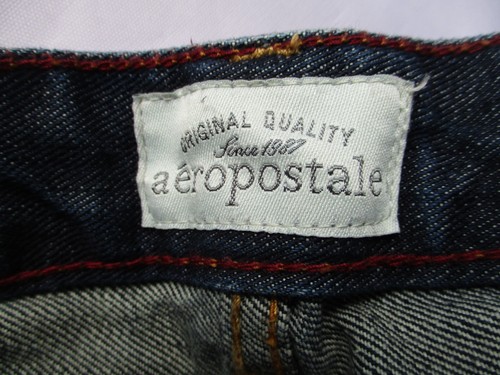 ORIGINAL QUALITY
Since 1987
aéropostale